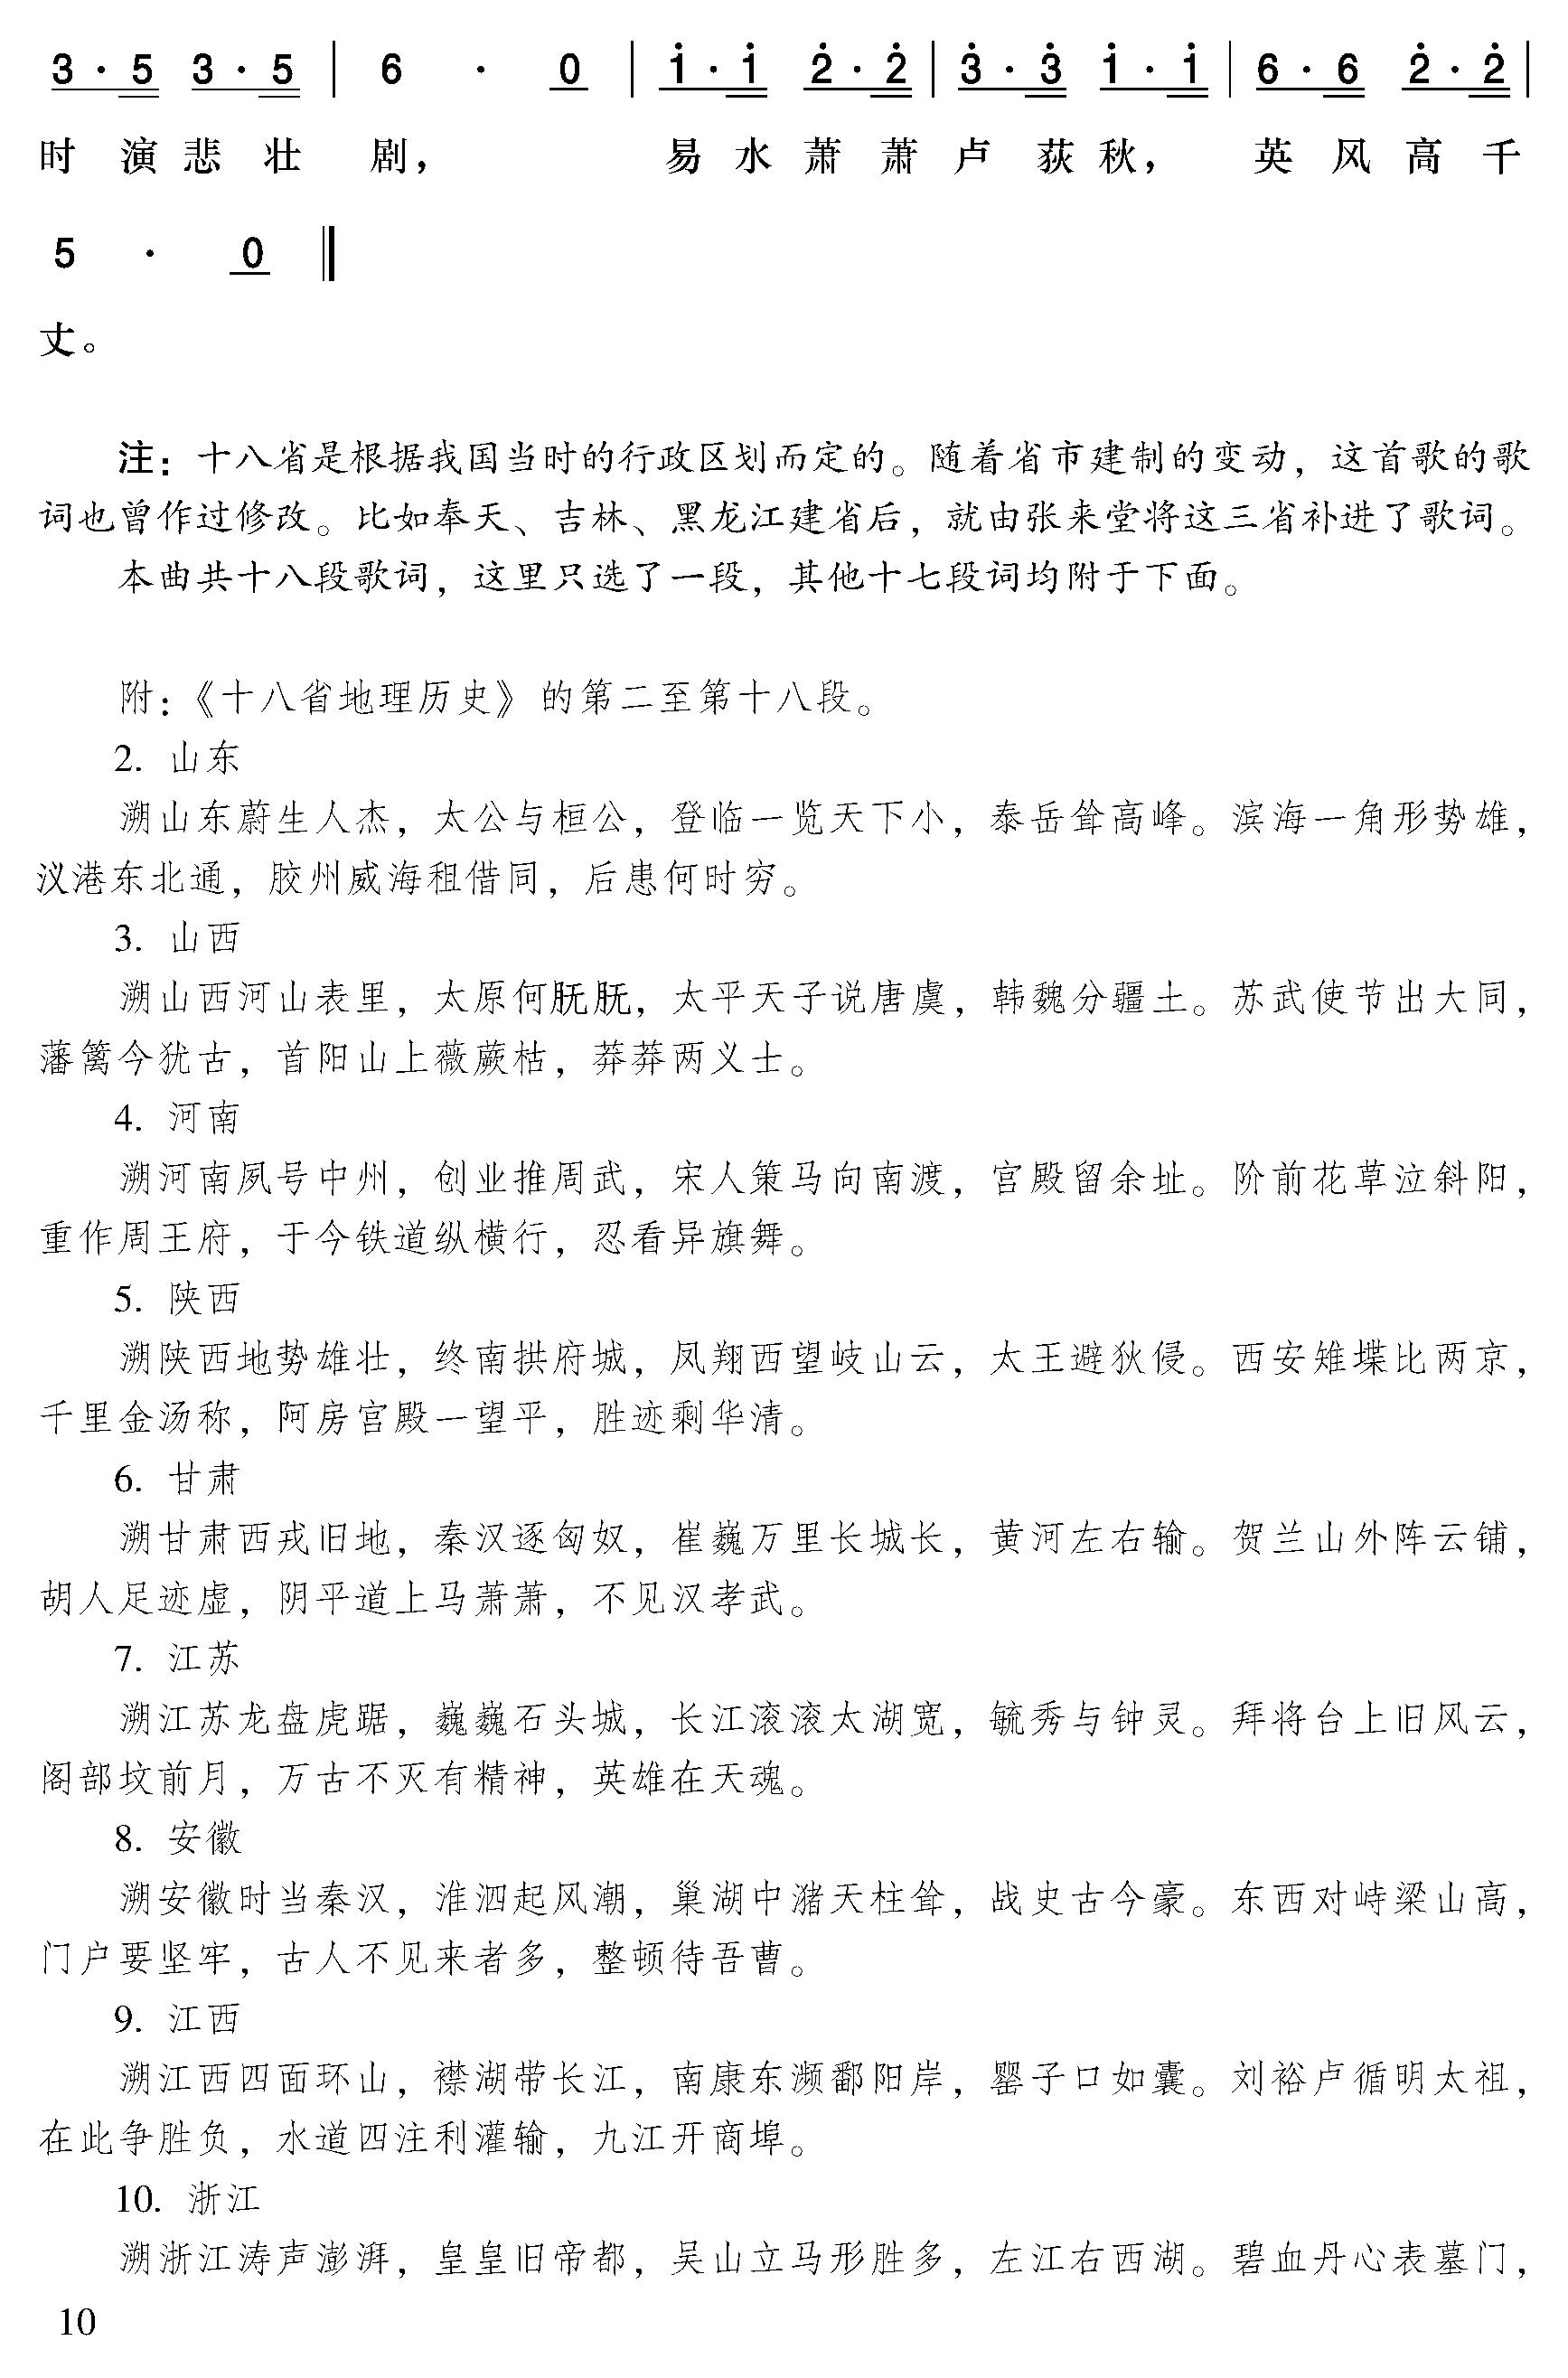 3·5 3·5 | 6 · 0 | i·i 2̇·2̇ | 3̇·3̇ i·i | 6·6 2̇·2̇ |
时 演 悲 壮 剧， 易 水 萧 萧 卢 荻 秋， 英 风 高 千
5 · 0 ‖
丈。
注：十八省是根据我国当时的行政区划而定的。随着省市建制的变动，这首歌的歌
词也曾作过修改。比如奉天、吉林、黑龙江建省后，就由张来堂将这三省补进了歌词。
本曲共十八段歌词，这里只选了一段，其他十七段词均附于下面。
附：《十八省地理历史》的第二至第十八段。
2. 山东
溯山东蔚生人杰，太公与桓公，登临一览天下小，泰岳耸高峰。滨海一角形势雄，
议港东北通，胶州威海租借同，后患何时穷。
3. 山西
溯山西河山表里，太原何朊朊，太平天子说唐虞，韩魏分疆土。苏武使节出大同，
藩篱今犹古，首阳山上薇蕨枯，莽莽两义士。
4. 河南
溯河南夙号中州，创业推周武，宋人策马向南渡，宫殿留余址。阶前花草泣斜阳，
重作周王府，于今铁道纵横行，忍看异旗舞。
5. 陕西
溯陕西地势雄壮，终南拱府城，凤翔西望岐山云，太王避狄侵。西安雉堞比两京，
千里金汤称，阿房宫殿一望平，胜迹剩华清。
6. 甘肃
溯甘肃西戎旧地，秦汉逐匈奴，崔巍万里长城长，黄河左右输。贺兰山外阵云铺，
胡人足迹虚，阴平道上马萧萧，不见汉孝武。
7. 江苏
溯江苏龙盘虎踞，巍巍石头城，长江滚滚太湖宽，毓秀与钟灵。拜将台上旧风云，
阁部坟前月，万古不灭有精神，英雄在天魂。
8. 安徽
溯安徽时当秦汉，淮泗起风潮，巢湖中潴天柱耸，战史古今豪。东西对峙梁山高，
门户要坚牢，古人不见来者多，整顿待吾曹。
9. 江西
溯江西四面环山，襟湖带长江，南康东濒鄱阳岸，罂子口如囊。刘裕卢循明太祖，
在此争胜负，水道四注利灌输，九江开商埠。
10. 浙江
溯浙江涛声澎湃，皇皇旧帝都，吴山立马形胜多，左江右西湖。碧血丹心表墓门，
10